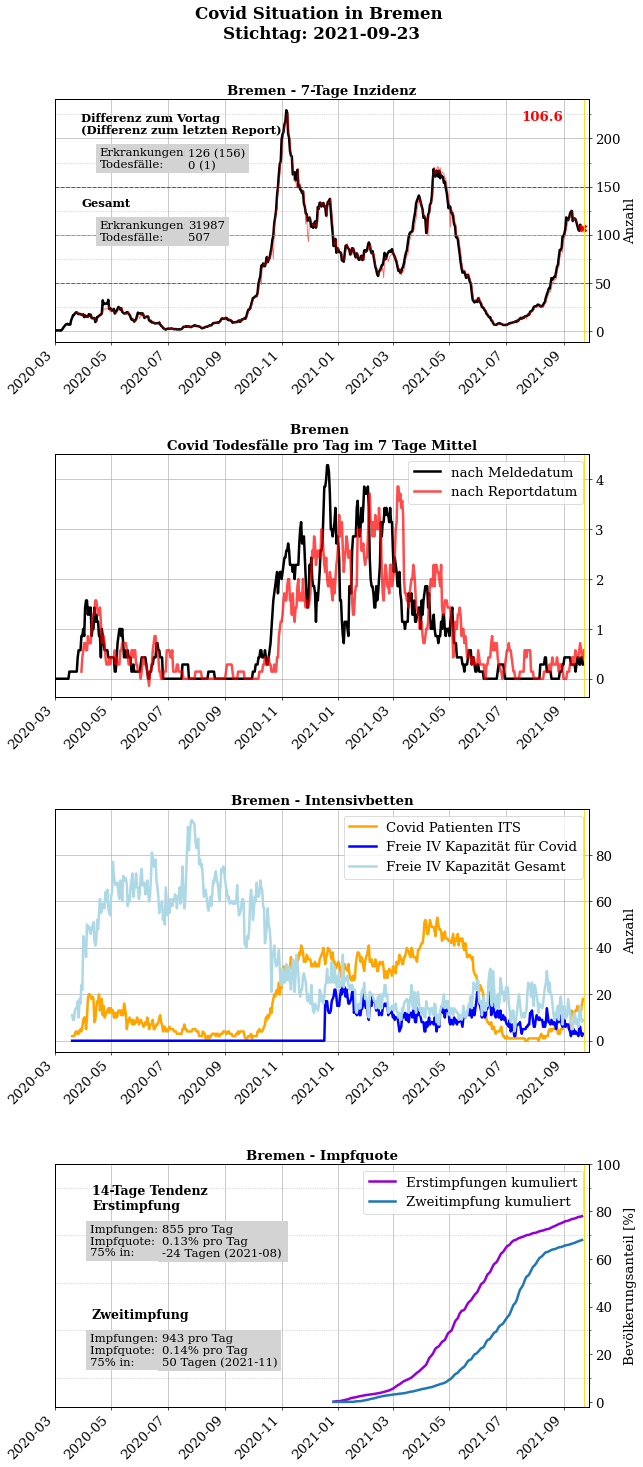 Covid Situation in Bremen
Stichtag: 2021-09-23
Bremen - 7-Tage Inzidenz
Differenz zum Vortag
(Differenz zum letzten Report)
106.6
Erkrankungen 126 (156)
Todesfälle: 0 (1)
Gesamt
Erkrankungen 31987
Todesfälle: 507
200
150
100
50
0
Anzahl
2020-03
2020-05
2020-07
2020-09
2020-11
2021-01
2021-03
2021-05
2021-07
2021-09
Bremen
Covid Todesfälle pro Tag im 7 Tage Mittel
nach Meldedatum
nach Reportdatum
4
3
2
1
0
2020-03
2020-05
2020-07
2020-09
2020-11
2021-01
2021-03
2021-05
2021-07
2021-09
Bremen - Intensivbetten
Covid Patienten ITS
Freie IV Kapazität für Covid
Freie IV Kapazität Gesamt
80
60
40
20
0
Anzahl
2020-03
2020-05
2020-07
2020-09
2020-11
2021-01
2021-03
2021-05
2021-07
2021-09
Bremen - Impfquote
14-Tage Tendenz
Erstimpfung
Impfungen: 855 pro Tag
Impfquote: 0.13% pro Tag
75% in: -24 Tagen (2021-08)
Zweitimpfung
Impfungen: 943 pro Tag
Impfquote: 0.14% pro Tag
75% in: 50 Tagen (2021-11)
Erstimpfungen kumuliert
Zweitimpfung kumuliert
100
80
60
40
20
0
Bevölkerungsanteil [%]
2020-03
2020-05
2020-07
2020-09
2020-11
2021-01
2021-03
2021-05
2021-07
2021-09